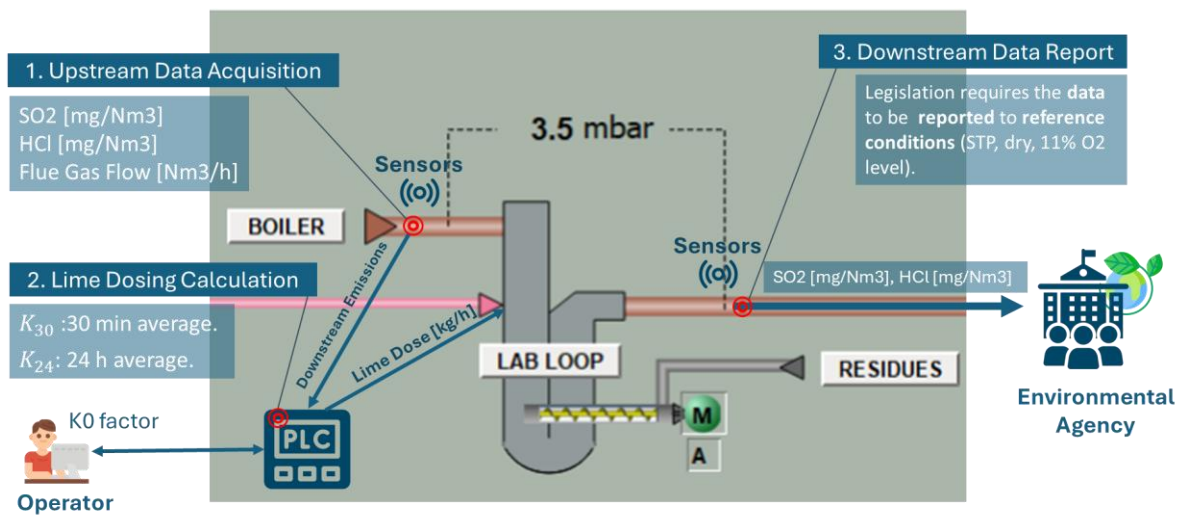 1. Upstream Data Acquisition
SO2 [mg/Nm3]
HCl [mg/Nm3]
Flue Gas Flow [Nm3/h]
3. Downstream Data Report
Legislation requires the data
to be reported to reference
conditions (STP, dry, 11% O2
level).
3.5 mbar
Sensors
BOILER
Sensors
SO2 [mg/Nm3], HCl [mg/Nm3]
2. Lime Dosing Calculation
K30 :30 min average.
K24: 24 h average.
Downstream Emissions
Lime Dose [kg/h]
LAB LOOP
RESIDUES
M
A
Environmental
Agency
K0 factor
PLC
Operator